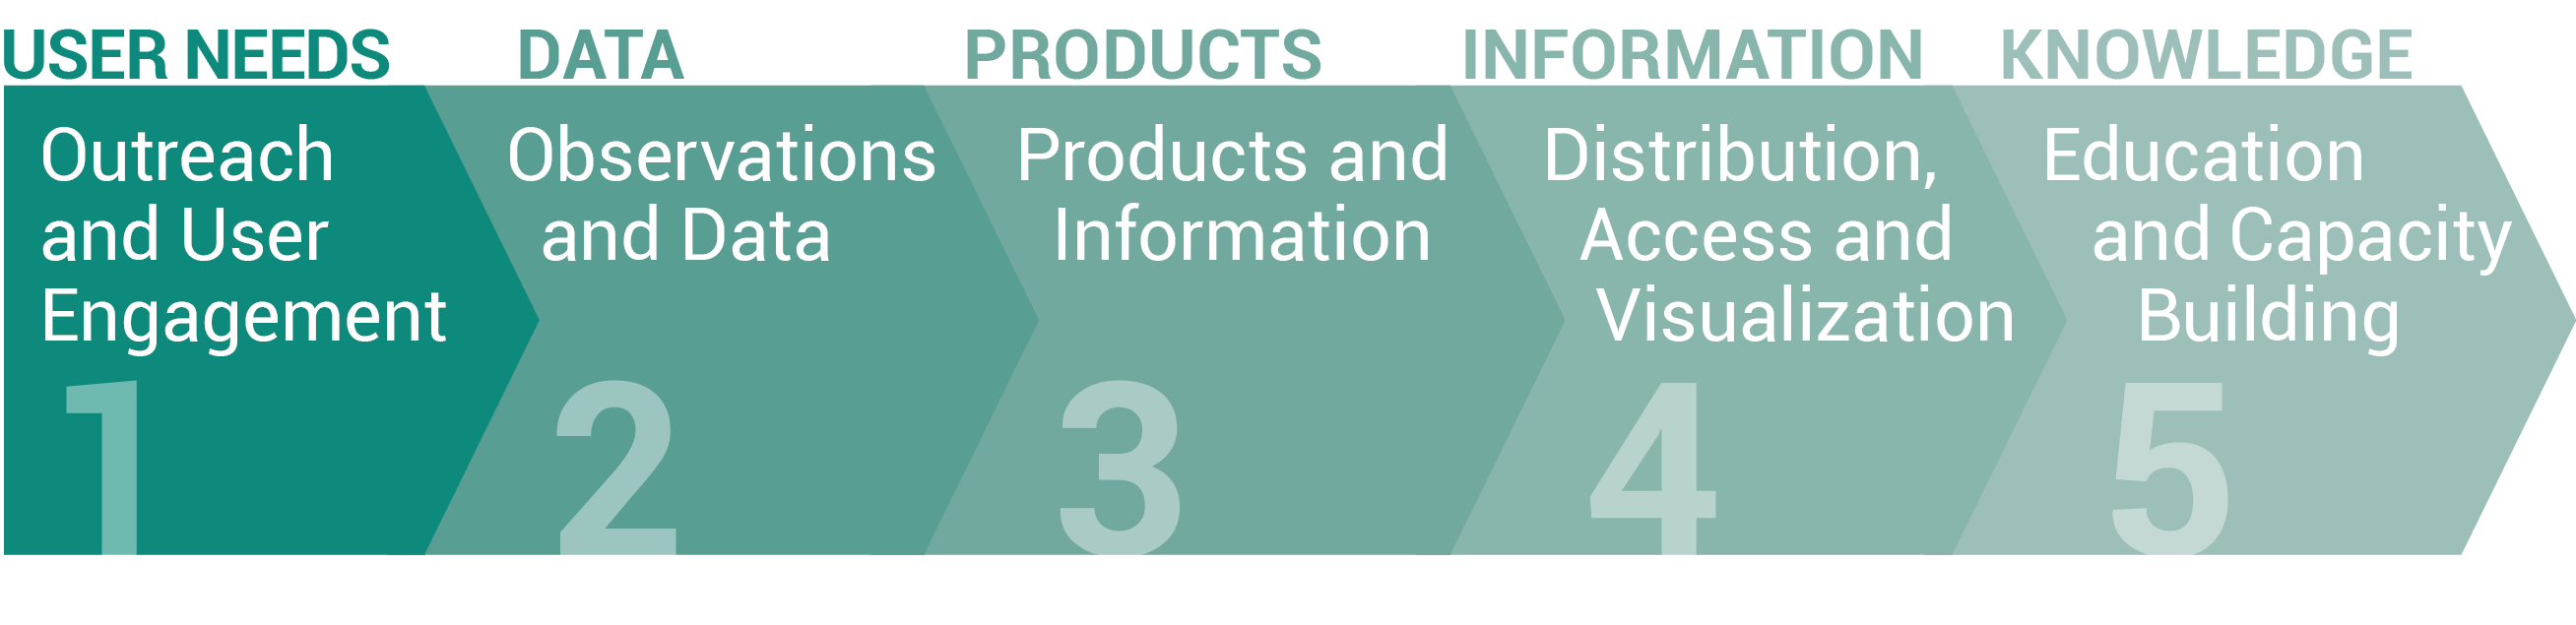 USER NEEDS
DATA
PRODUCTS
INFORMATION
KNOWLEDGE
Outreach
and User
Engagement
1
Observations
and Data
2
Products and
Information
3
Distribution,
Access and
Visualization
4
Education
and Capacity
Building
5